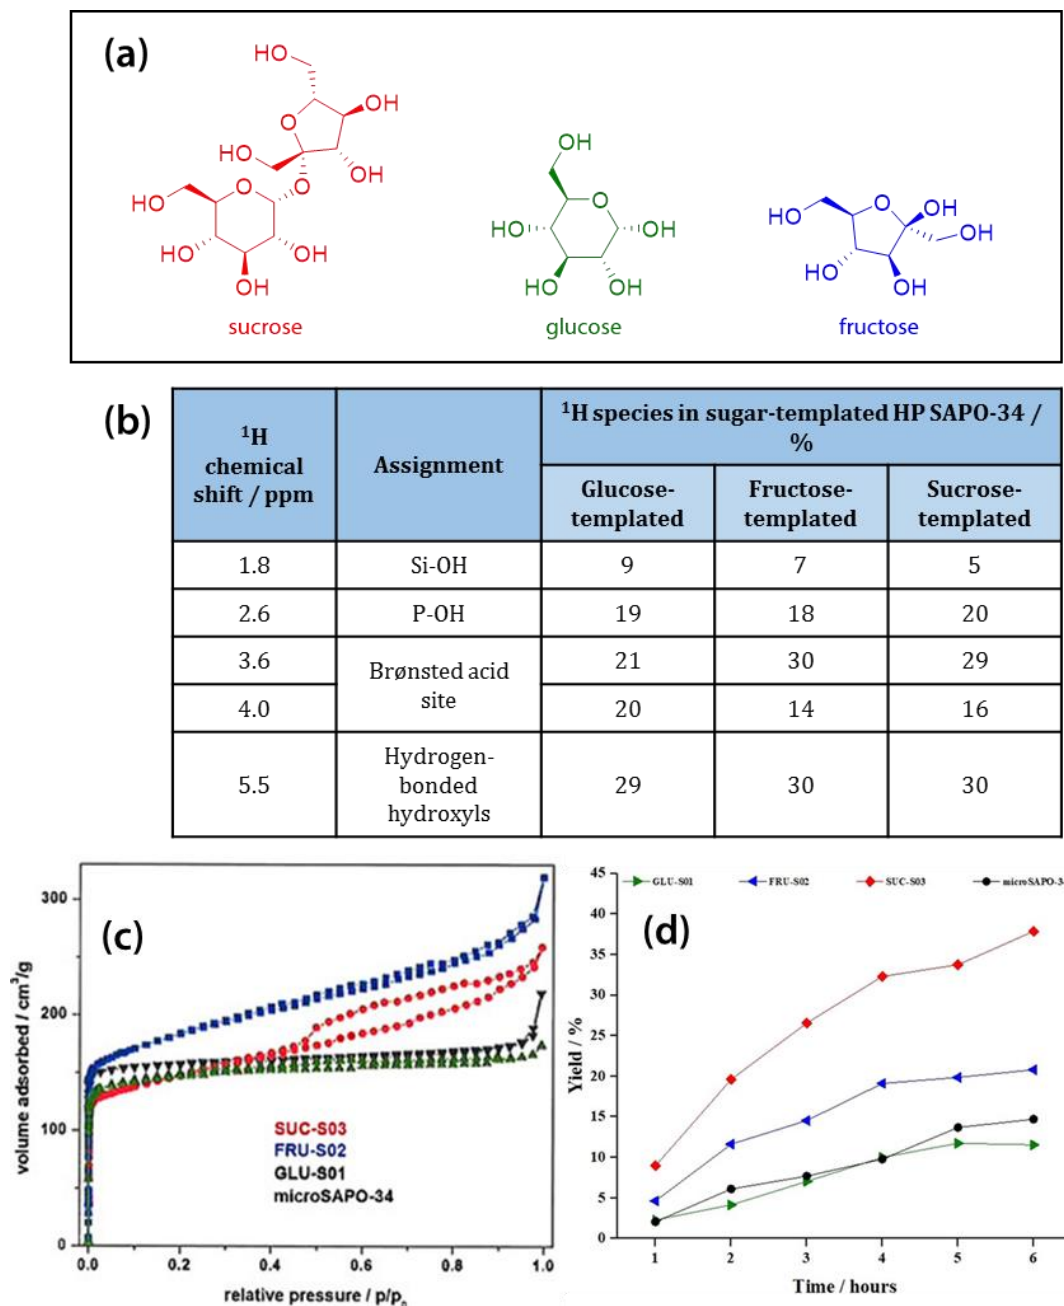 (a)
HO
O
OH
HO
O
OH
HO
HO
OH
OH
sucrose
OH
O
HO
OH
OH
OH
glucose
HO
O
OH
HO
HO
OH
fructose
(b)
¹H
chemical
shift / ppm
Assignment
¹H species in sugar-templated HP SAPO-34 /
%
Glucose-
templated
Fructose-
templated
Sucrose-
templated
1.8 Si-OH 9 7 5
2.6 P-OH 19 18 20
3.6 21 30 29
Brønsted acid
site
4.0 20 14 16
Hydrogen-
bonded
hydroxyls
5.5 29 30 30
(c)
volume adsorbed / cm³/g
300
200
100
0
SUC-S03
FRU-S02
GLU-S01
microSAPO-34
0.0 0.2 0.4 0.6 0.8 1.0
relative pressure / p/p₀
(d)
GLU-S01 FRU-S02 SUC-S03 microSAPO-34
Yield / %
45
40
35
30
25
20
15
10
5
0
1 2 3 4 5 6
Time / hours